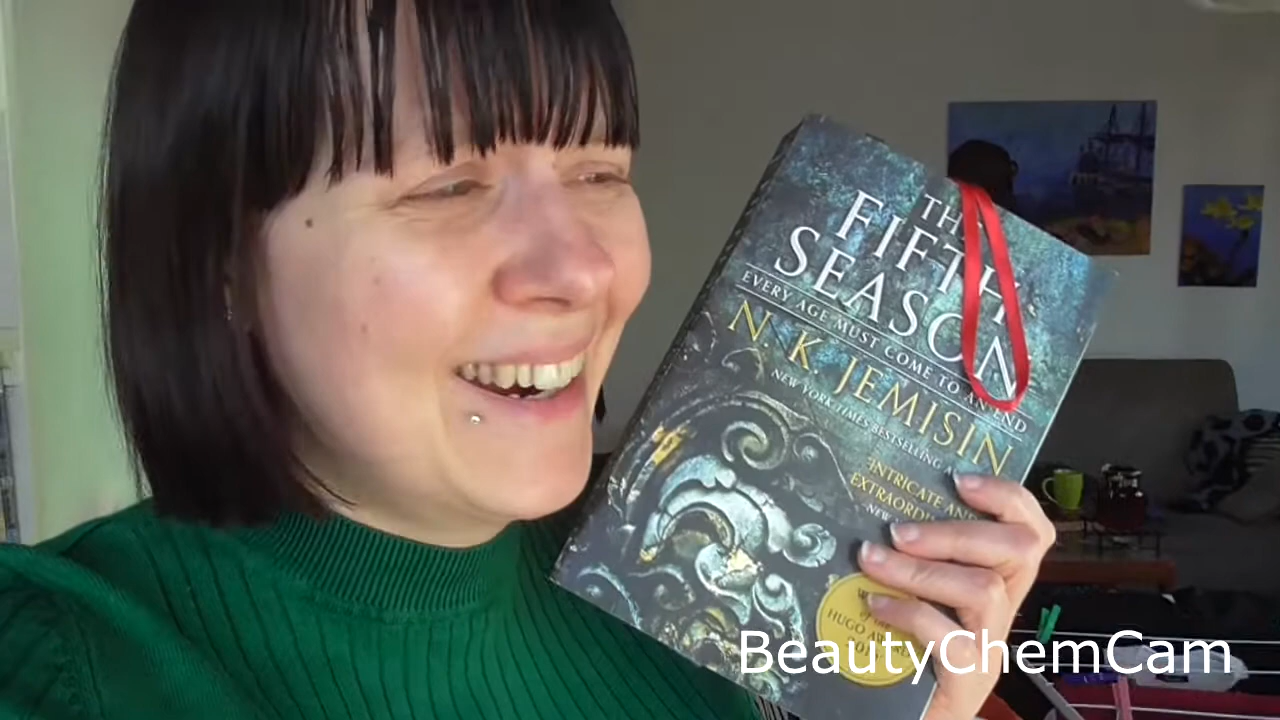 THE
FIFTH
SEASON
EVERY AGE MUST COME TO AN END
N. K. JEMISIN
NEW YORK TIMES BESTSELLING
"INTRICATE AND
NEW
HUGO
BeautyChemCam